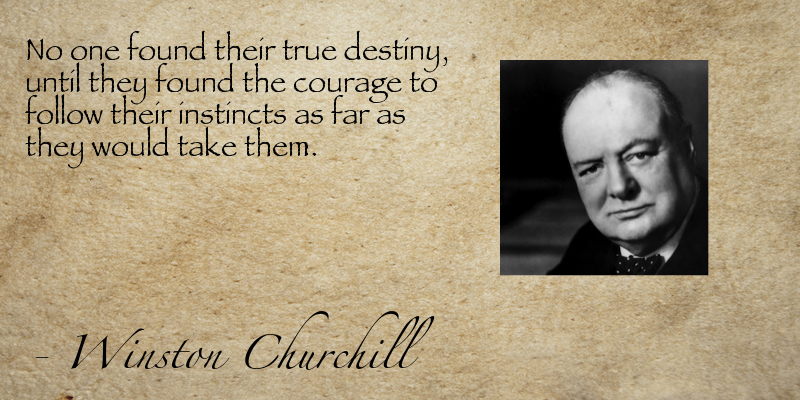 No one found their true destiny,
until they found the courage to
follow their instincts as far as
they would take them.
- Winston Churchill